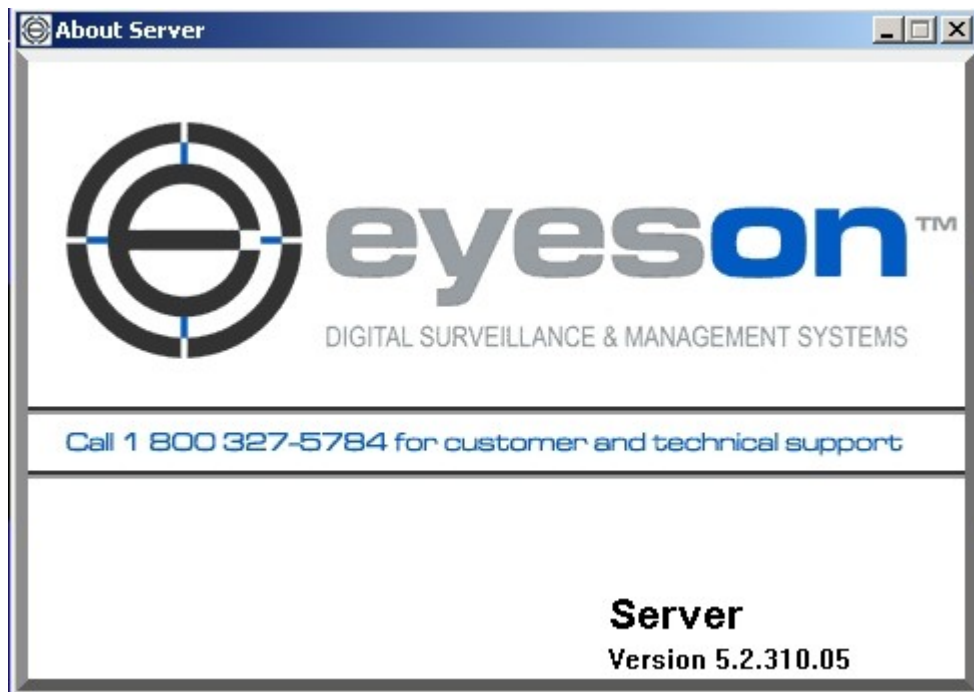 About Server
eyeson™
DIGITAL SURVEILLANCE & MANAGEMENT SYSTEMS
Call 1 800 327-5784 for customer and technical support
Server
Version 5.2.310.05